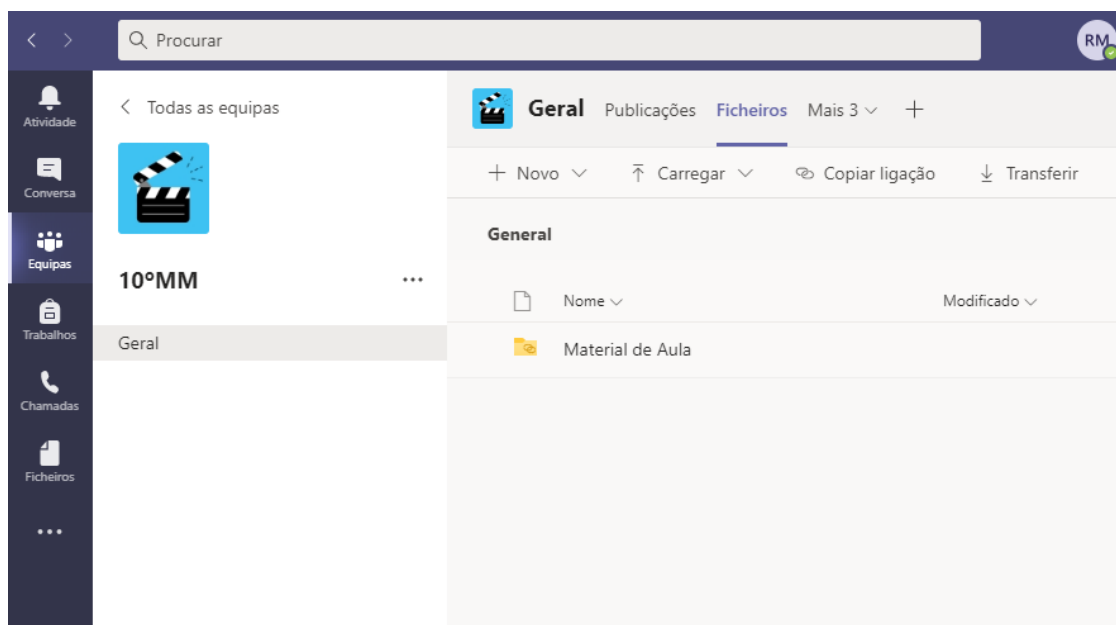 Procurar
RM
Atividade
Conversa
Equipas
Trabalhos
Chamadas
Ficheiros
Todas as equipas
10ºMM
Geral
Geral Publicações Ficheiros Mais 3
Novo Carregar Copiar ligação Transferir
General
Nome Modificado
Material de Aula